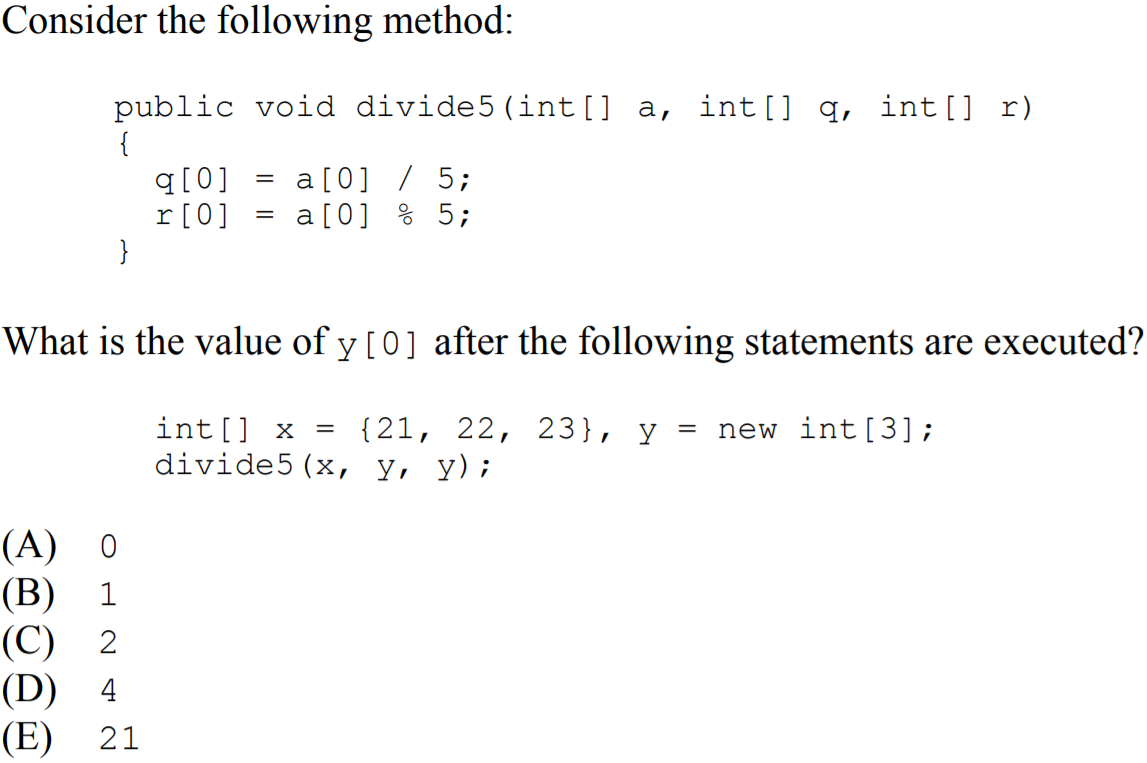 Consider the following method:
public void divide5(int[] a, int[] q, int[] r)
{
q[0] = a[0] / 5;
r[0] = a[0] % 5;
}
What is the value of y[0] after the following statements are executed?
int[] x = {21, 22, 23}, y = new int[3];
divide5(x, y, y);
(A) 0
(B) 1
(C) 2
(D) 4
(E) 21